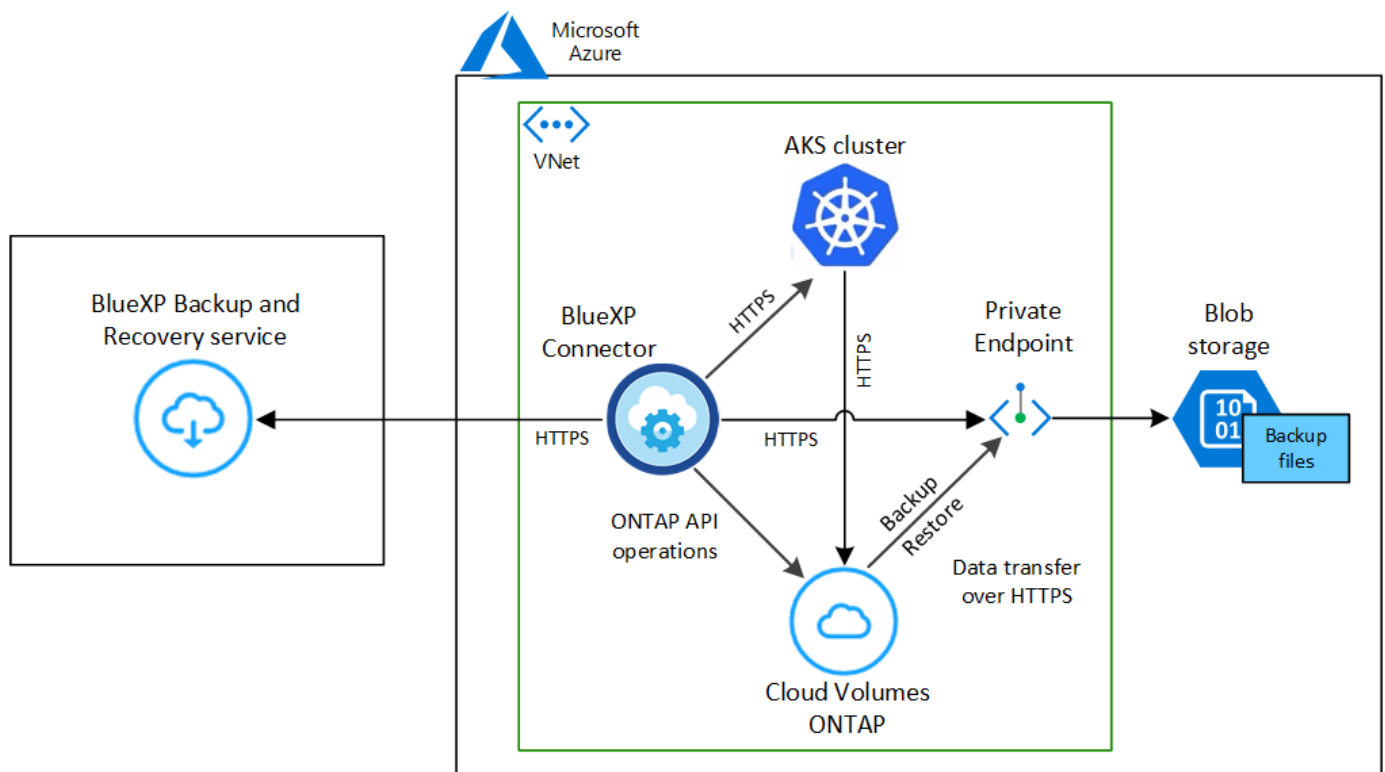 Microsoft
Azure
VNet
AKS cluster
BlueXP Backup and
Recovery service
BlueXP
Connector
HTTPS
HTTPS
Private
Endpoint
Blob
storage
10
01
Backup
files
HTTPS
HTTPS
ONTAP API
operations
Backup
Restore
Data transfer
over HTTPS
Cloud Volumes
ONTAP